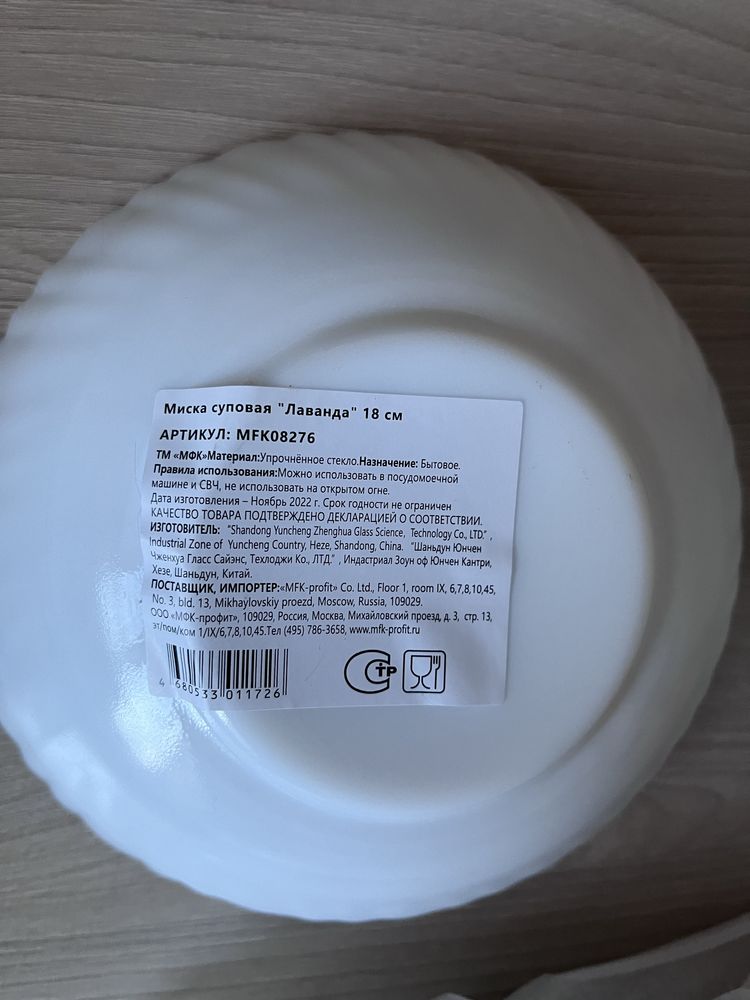 Миска суповая "Лаванда" 18 см
АРТИКУЛ: MFK08276
ТМ «МФК»Материал:Упрочнённое стекло.Назначение: Бытовое.
Правила использования:Можно использовать в посудомоечной
машине и СВЧ, не использовать на открытом огне.
Дата изготовления – Ноябрь 2022 г. Срок годности не ограничен
КАЧЕСТВО ТОВАРА ПОДТВЕРЖДЕНО ДЕКЛАРАЦИЕЙ О СООТВЕТСТВИИ.
ИЗГОТОВИТЕЛЬ: "Shandong Yuncheng Zhenghua Glass Science, Technology Co., LTD." ,
Industrial Zone of Yuncheng Country, Heze, Shandong, China. "Шаньдун Юнчен
Чженхуа Гласс Сайэнс, Техлоджи Ко., ЛТД." , Индастриал Зоун оф Юнчен Кантри,
Хезе, Шаньдун, Китай.
ПОСТАВЩИК, ИМПОРТЕР:«MFK-profit» Co. Ltd., Floor 1, room IX, 6,7,8,10,45,
No. 3, bld. 13, Mikhaylovskiy proezd, Moscow, Russia, 109029.
ООО «МФК-профит», 109029, Россия, Москва, Михайловский проезд, д. 3, стр. 13,
эт/пом/ком 1/IX/6,7,8,10,45.Тел (495) 786-3658, www.mfk-profit.ru
4 680533 011726
СТР